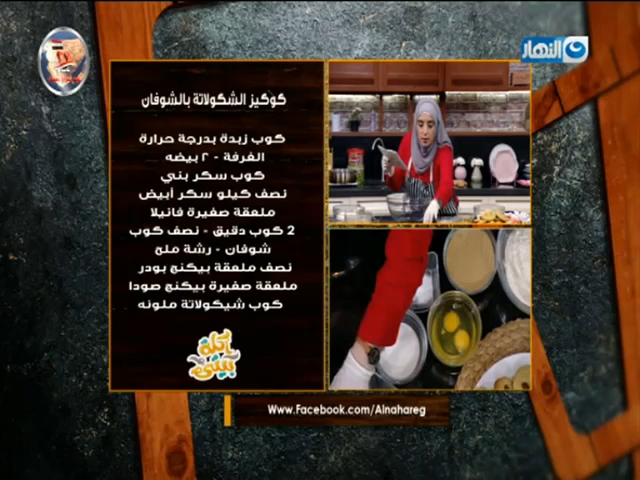 النهار
كوكيز الشكولاتة بالشوفان
كوب زبدة بدرجة حرارة
الغرفة - ٢ بيضه
كوب سكر بني
نصف كيلو سكر أبيض
ملعقة صغيرة فانيلا
2 كوب دقيق - نصف كوب
شوفان - رشة ملح
نصف ملعقة بيكنج بودر
ملعقة صغيرة بيكنج صودا
كوب شيكولاتة ملونه
أكلة
بيتي
Www.Facebook.com/Alnahareg